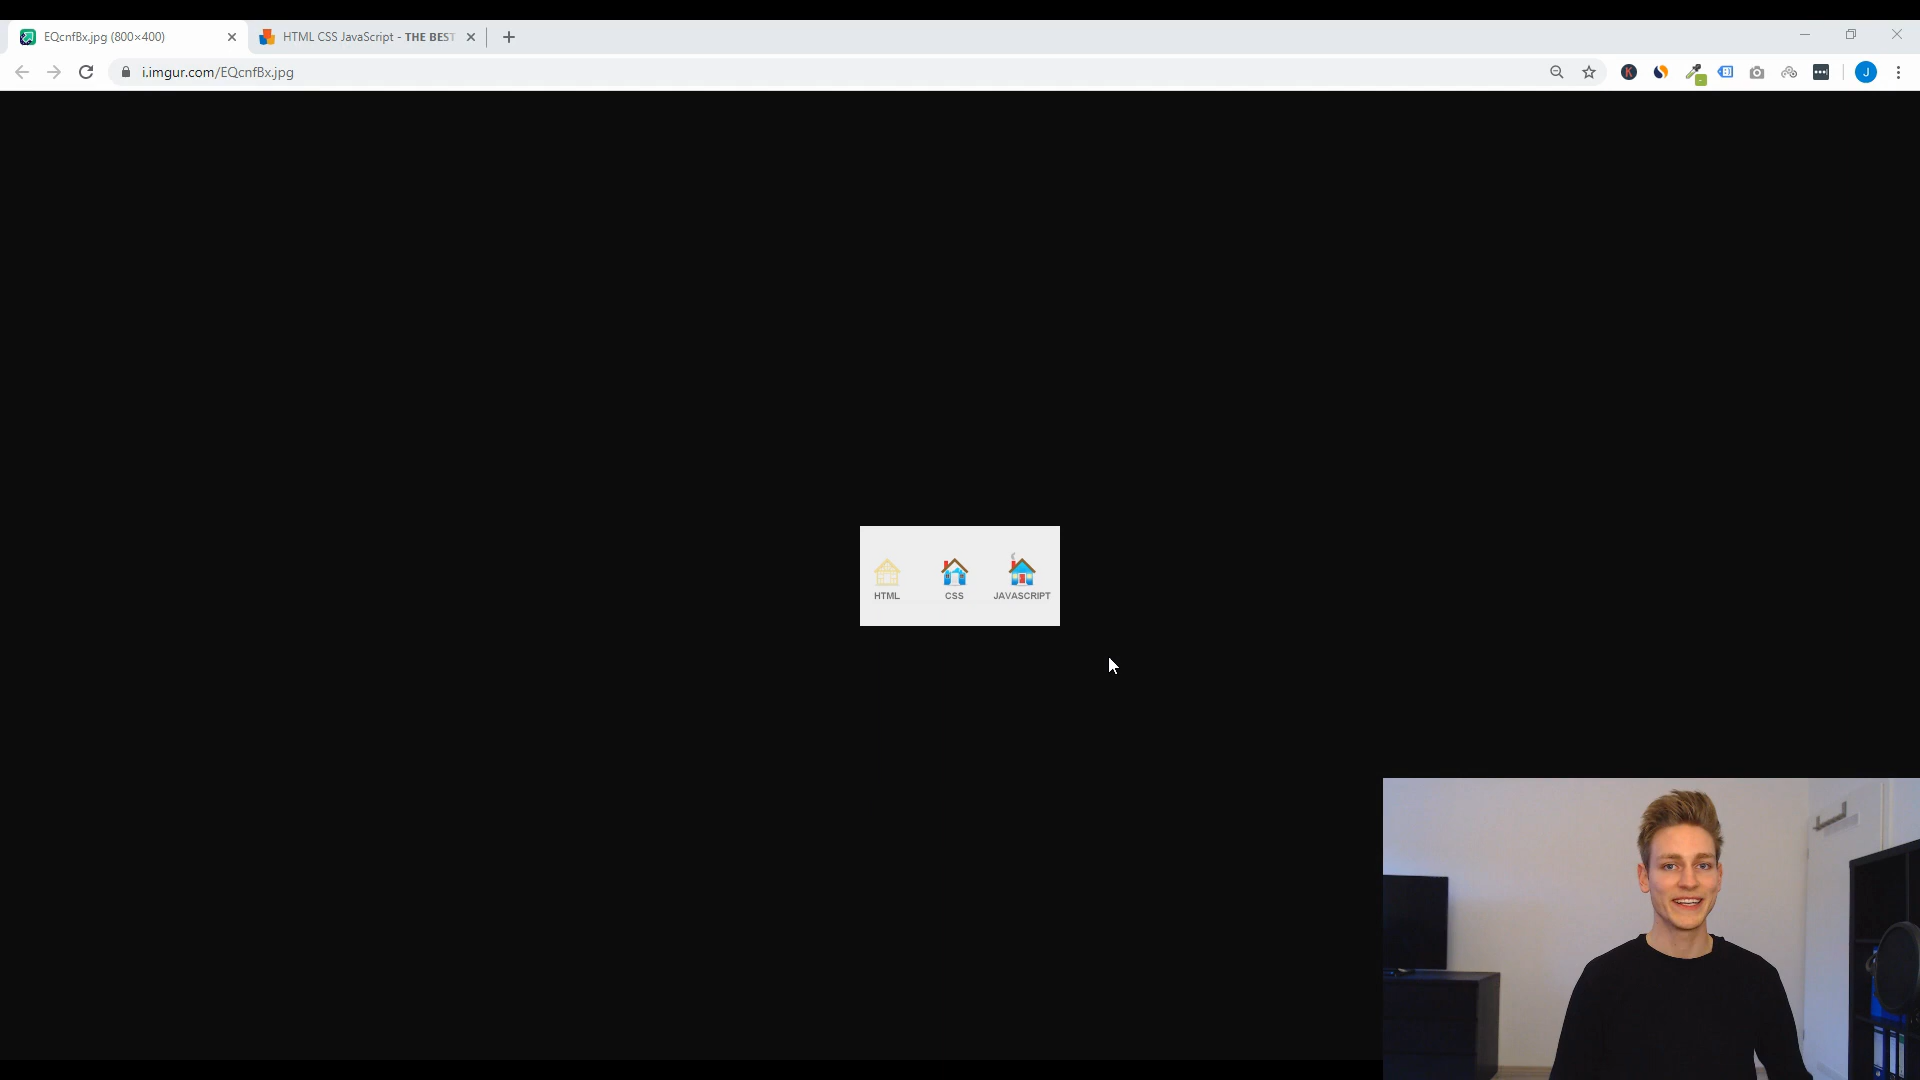 EQcnfBx.jpg (800×400)
HTML CSS JavaScript - THE BEST
i.imgur.com/EQcnfBx.jpg
K
J
HTML
CSS
JAVASCRIPT